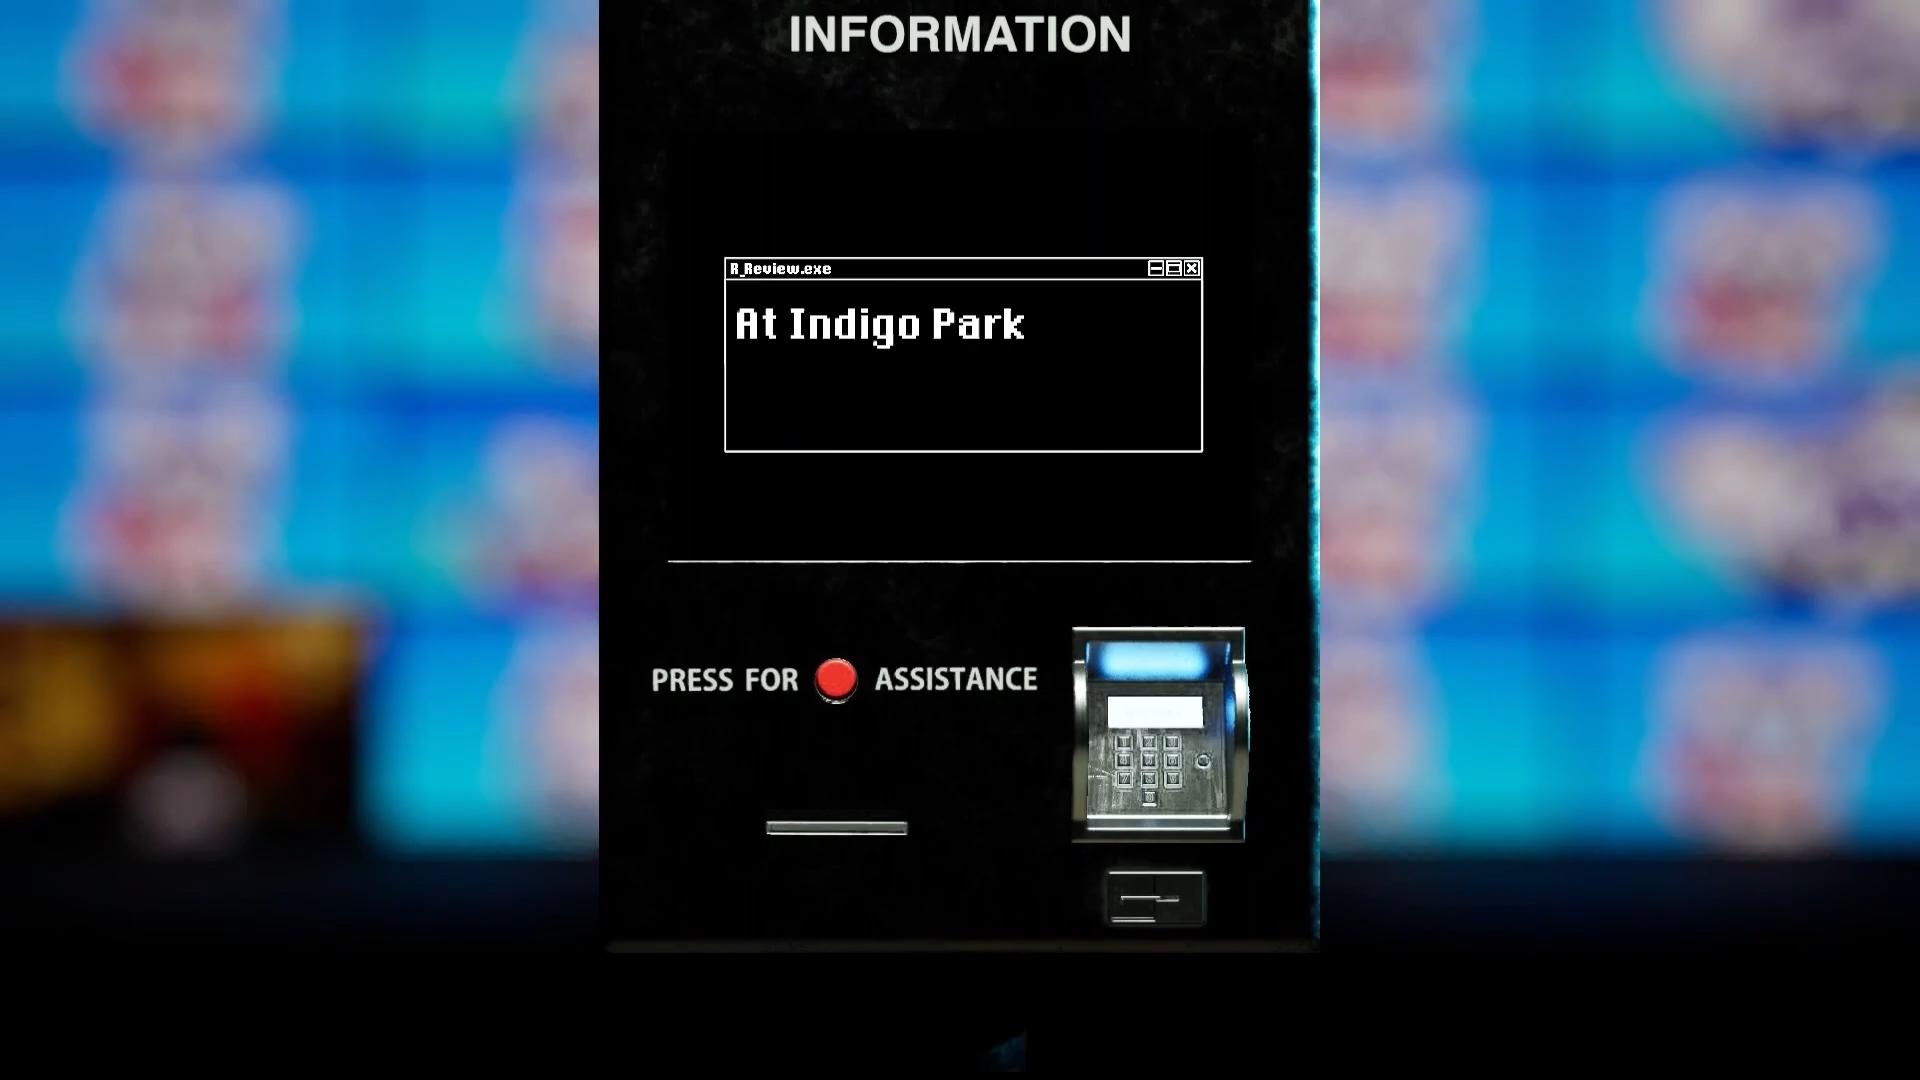 INFORMATION
R_Review.exe
At Indigo Park
PRESS FOR ASSISTANCE